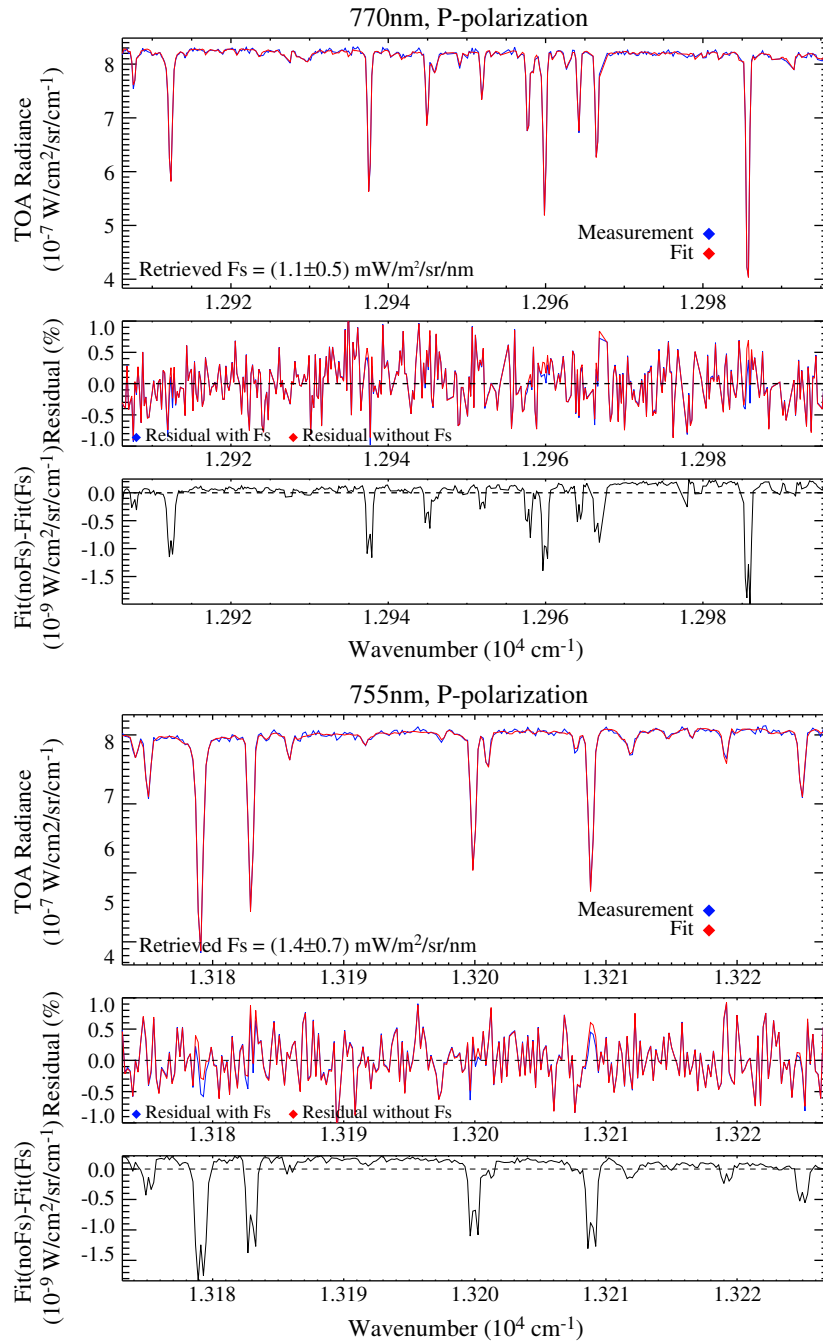 770nm, P-polarization
TOA Radiance
(10-7 W/cm2/sr/cm-1)
8
7
6
5
4
Measurement
Fit
Retrieved Fs = (1.1±0.5) mW/m2/sr/nm
1.292 1.294 1.296 1.298
Residual (%)
1.0
0.5
0.0
-0.5
-1.0
Residual with Fs Residual without Fs
1.292 1.294 1.296 1.298
Fit(noFs)-Fit(Fs)
(10-9 W/cm2/sr/cm-1)
0.0
-0.5
-1.0
-1.5
1.292 1.294 1.296 1.298
Wavenumber (104 cm-1)
755nm, P-polarization
TOA Radiance
(10-7 W/cm2/sr/cm-1)
8
7
6
5
4
Measurement
Fit
Retrieved Fs = (1.4±0.7) mW/m2/sr/nm
1.318 1.319 1.320 1.321 1.322
Residual (%)
1.0
0.5
0.0
-0.5
-1.0
Residual with Fs Residual without Fs
1.318 1.319 1.320 1.321 1.322
Fit(noFs)-Fit(Fs)
(10-9 W/cm2/sr/cm-1)
0.0
-0.5
-1.0
-1.5
1.318 1.319 1.320 1.321 1.322
Wavenumber (104 cm-1)